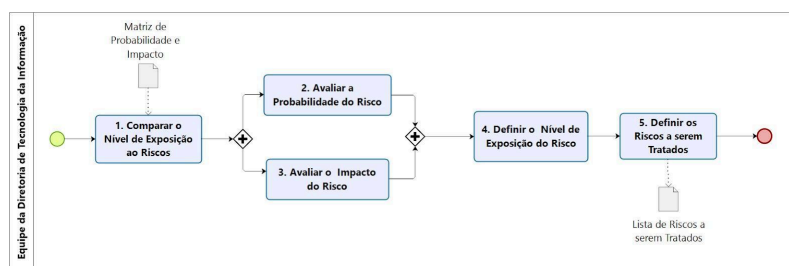 Equipe da Diretoria de Tecnologia da Informação
Matriz de
Probabilidade e
Impacto
1. Comparar o
Nível de Exposição
ao Riscos
2. Avaliar a
Probabilidade do Risco
3. Avaliar o Impacto
do Risco
4. Definir o Nível de
Exposição do Risco
5. Definir os
Riscos a serem
Tratados
Lista de Riscos a
serem Tratados